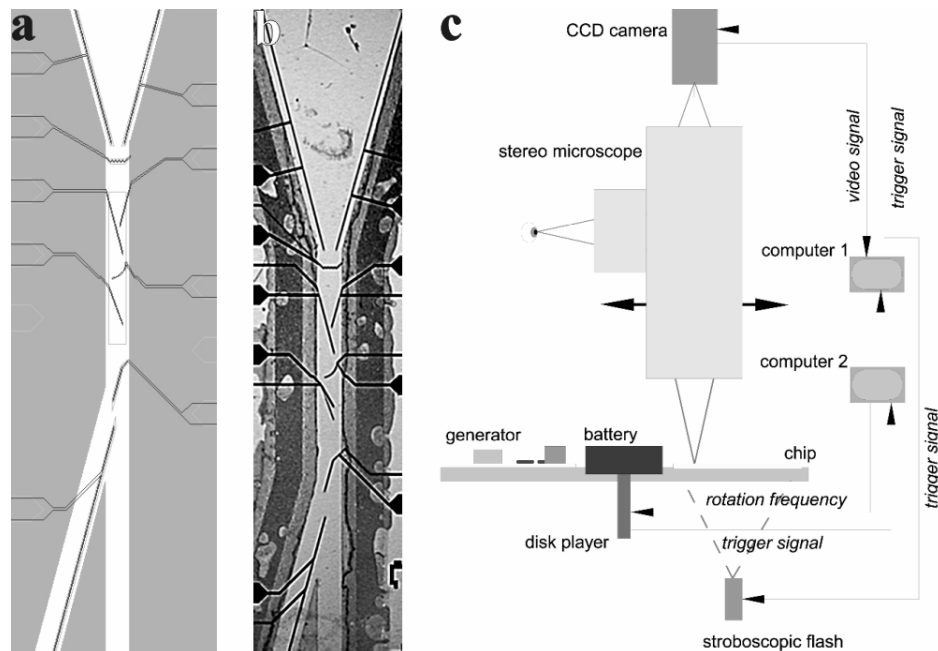 a
b
c
CCD camera
stereo microscope
video signal
trigger signal
computer 1
computer 2
generator
battery
chip
rotation frequency
disk player
trigger signal
trigger signal
stroboscopic flash